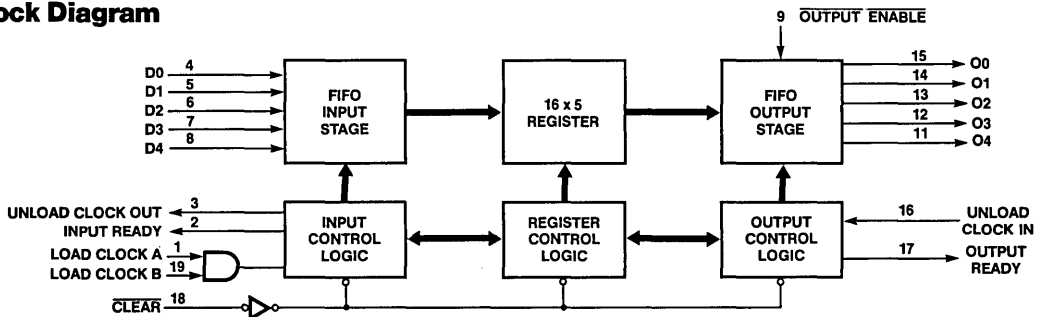 ock Diagram
9 OUTPUT ENABLE
D0 4
D1 5
D2 6
D3 7
D4 8
FIFO
INPUT
STAGE
16 x 5
REGISTER
FIFO
OUTPUT
STAGE
15 O0
14 O1
13 O2
12 O3
11 O4
UNLOAD CLOCK OUT 3
INPUT READY 2
LOAD CLOCK A 1
LOAD CLOCK B 19
CLEAR 18
INPUT
CONTROL
LOGIC
REGISTER
CONTROL
LOGIC
OUTPUT
CONTROL
LOGIC
16 UNLOAD
CLOCK IN
17 OUTPUT
READY